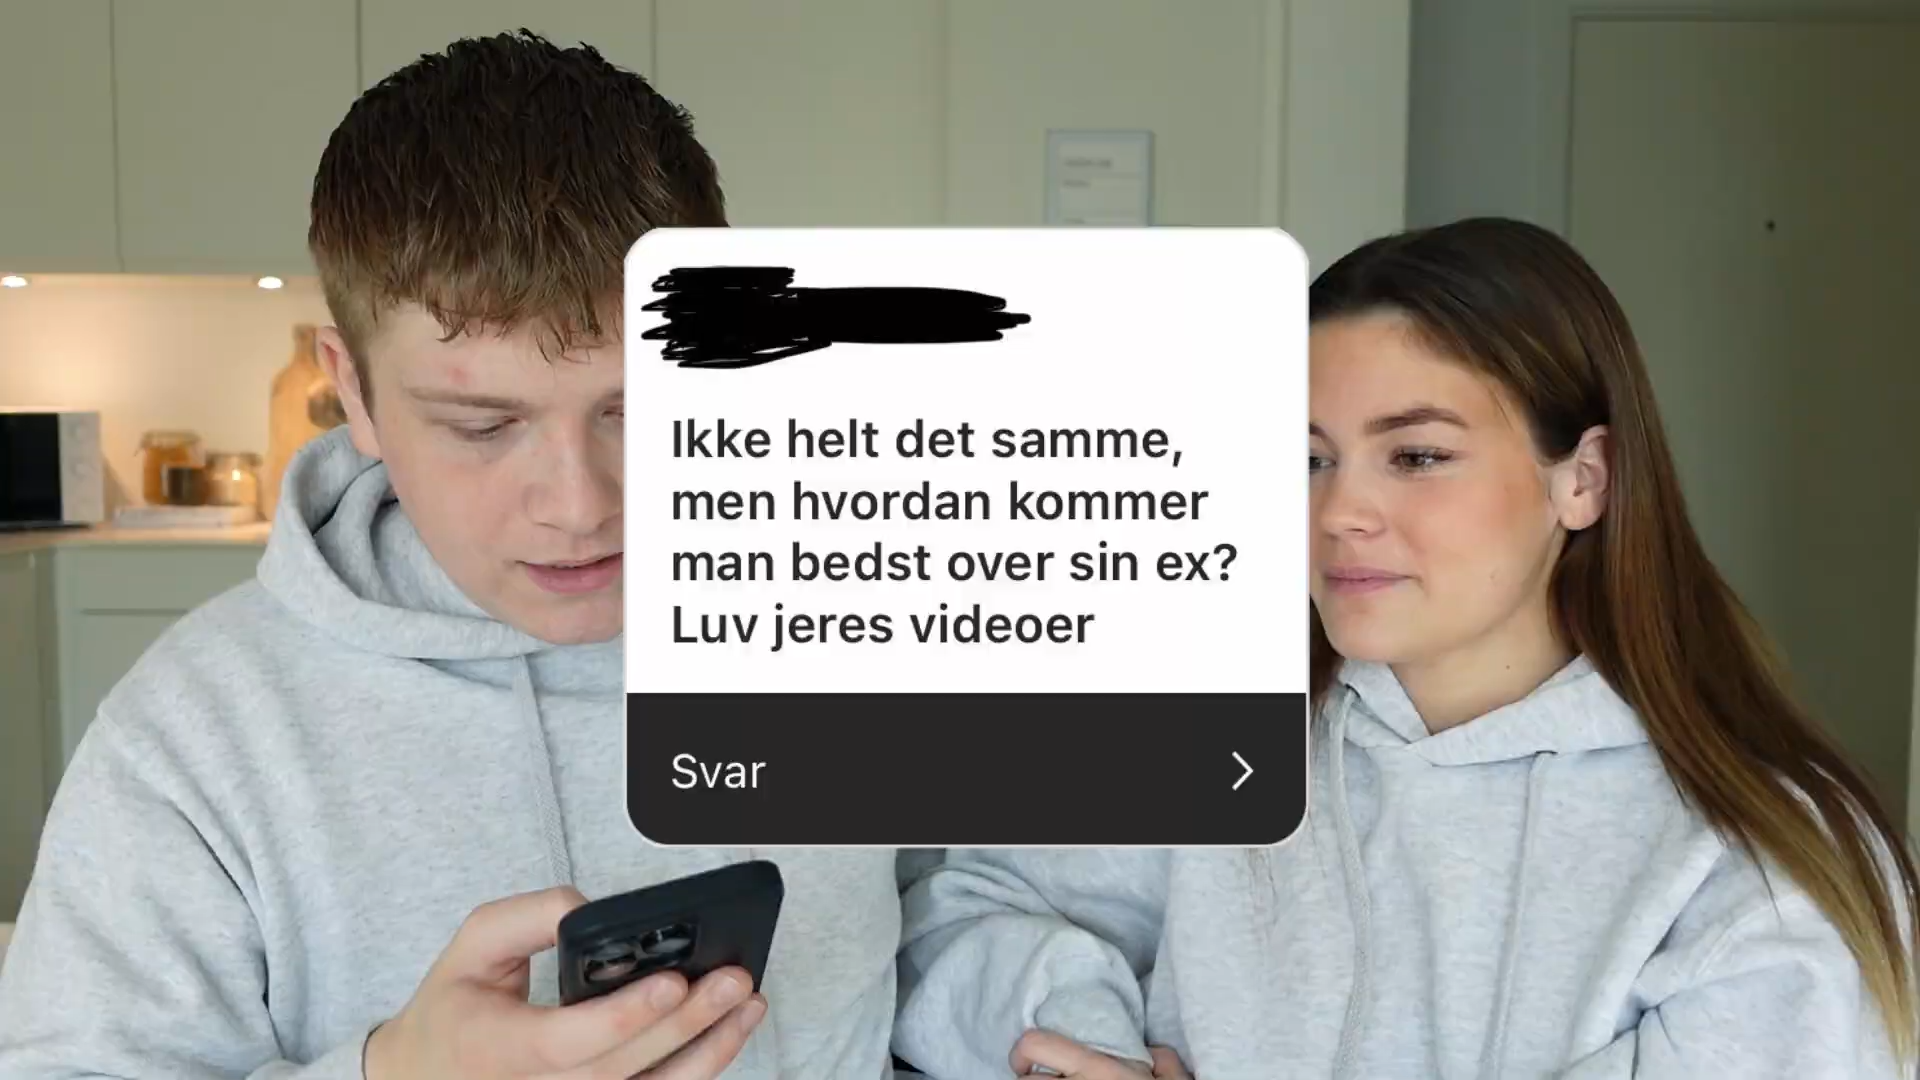 Ikke helt det samme,
men hvordan kommer
man bedst over sin ex?
Luv jeres videoer
Svar